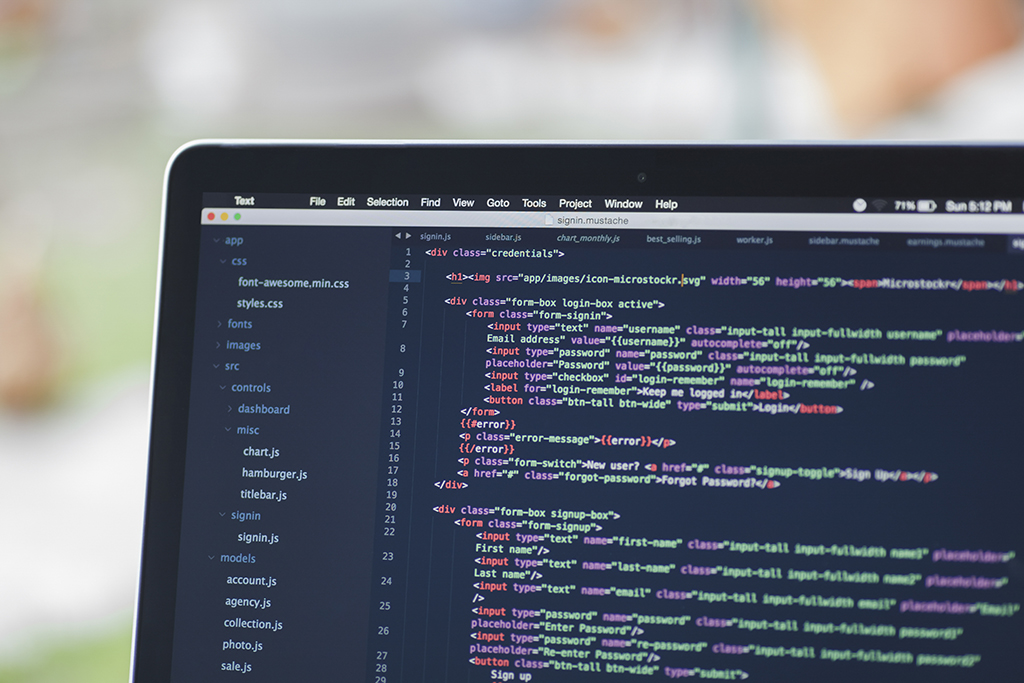 Text File Edit Selection Find View Goto Tools Project Window Help 71% Sun 5:12 PM
signin.mustache
app
css
font-awesome.min.css
styles.css
fonts
images
src
controls
dashboard
misc
chart.js
hamburger.js
titlebar.js
signin
signin.js
models
account.js
agency.js
collection.js
photo.js
sale.js
signin.js sidebar.js chart_monthly.js best_selling.js worker.js sidebar.mustache earnings.mustache
1 <div class="credentials">
2
3 <h1><img src="app/images/icon-microstockr.svg" width="56" height="56"><span>Microstockr</span></h1>
4
5 <div class="form-box login-box active">
6 <form class="form-signin">
7 <input type="text" name="username" class="input-tall input-fullwidth username" placeholder="
Email address" value="{{username}}" autocomplete="off"/>
8 <input type="password" name="password" class="input-tall input-fullwidth password"
placeholder="Password" value="{{password}}" autocomplete="off"/>
9 <input type="checkbox" id="login-remember" name="login-remember" />
10 <label for="login-remember">Keep me logged in</label>
11 <button class="btn-tall btn-wide" type="submit">Login</button>
12 </form>
13 {{#error}}
14 <p class="error-message">{{error}}</p>
15 {{/error}}
16 <p class="form-switch">New user? <a href="#" class="signup-toggle">Sign Up</a></p>
17 <a href="#" class="forgot-password">Forgot Password?</a>
18 </div>
19
20 <div class="form-box signup-box">
21 <form class="form-signup">
22 <input type="text" name="first-name" class="input-tall input-fullwidth name1" placeholder="
First name"/>
23 <input type="text" name="last-name" class="input-tall input-fullwidth name2" placeholder="
Last name"/>
24 <input type="text" name="email" class="input-tall input-fullwidth email" placeholder="Email"
/>
25 <input type="password" name="password" class="input-tall input-fullwidth password1"
placeholder="Enter Password"/>
26 <input type="password" name="re-password" class="input-tall input-fullwidth password2"
placeholder="Re-enter Password"/>
27 <button class="btn-tall btn-wide" type="submit">
28 Sign up
29